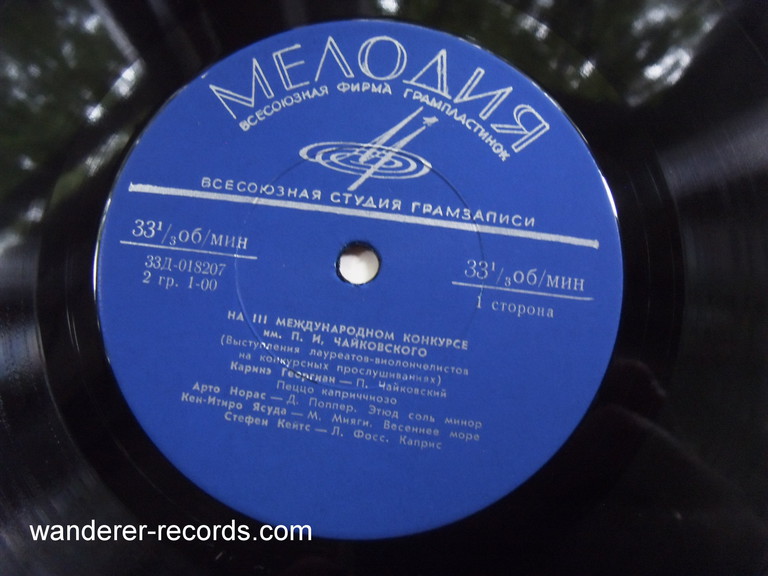 МЕЛОДИЯ
ВСЕСОЮЗНАЯ ФИРМА ГРАМПЛАСТИНОК
ВСЕСОЮЗНАЯ СТУДИЯ ГРАМЗАПИСИ
33¹/₃об/мин
33Д-018207
2 гр. 1-00
33¹/₃об/мин
1 сторона
НА III МЕЖДУНАРОДНОМ КОНКУРСЕ
им. П. И. ЧАЙКОВСКОГО
(Выступления лауреатов-виолончелистов
на конкурсных прослушиваниях)
Каринэ Георгиан — П. Чайковский
Пеццо каприччиозо
Арто Норас — Д. Поппер. Этюд соль минор
Кен-Итиро Ясуда — М. Мияги. Весеннее море
Стефен Кейтс — Л. Фосс. Каприс
wanderer-records.com